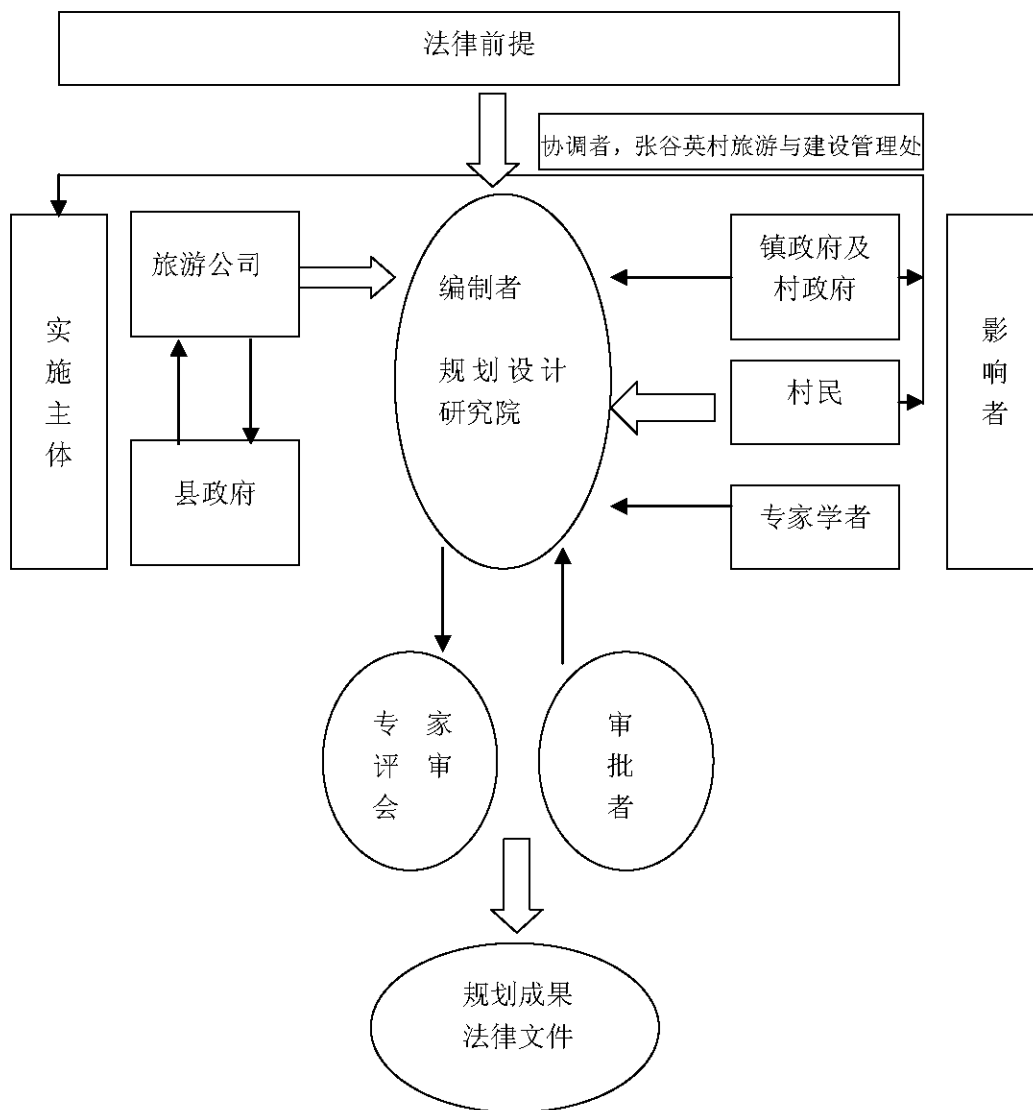 法律前提
协调者，张谷英村旅游与建设管理处
实施主体
旅游公司
县政府
编制者
规划设计
研究院
镇政府及
村政府
村民
专家学者
影响者
专家
评审
会
审批者
规划成果
法律文件